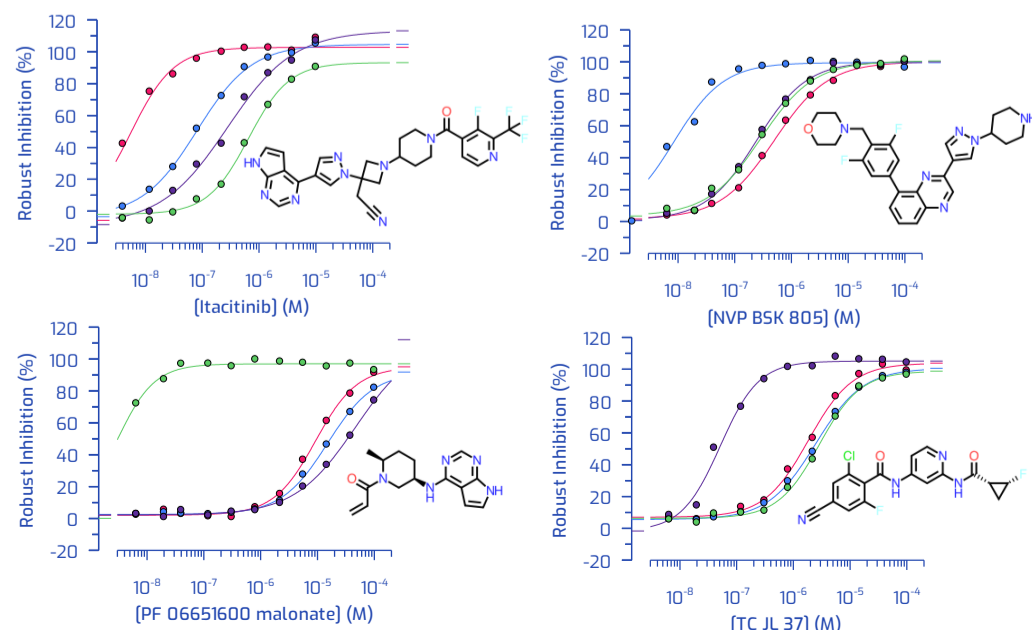 Robust Inhibition (%)
120
100
80
60
40
20
0
-20
10⁻⁸ 10⁻⁷ 10⁻⁶ 10⁻⁵ 10⁻⁴
[Itacitinib] (M)
HN
N
N
N
N
N
N
N
O
F
F
F
F
N
Robust Inhibition (%)
120
100
80
60
40
20
0
-20
10⁻⁸ 10⁻⁷ 10⁻⁶ 10⁻⁵ 10⁻⁴
[NVP BSK 805] (M)
O
N
F
F
N
N
N
N
N
NH
Robust Inhibition (%)
120
100
80
60
40
20
0
-20
10⁻⁸ 10⁻⁷ 10⁻⁶ 10⁻⁵ 10⁻⁴
[PF 06651600 malonate] (M)
O
N
N
H
N
N
NH
Robust Inhibition (%)
120
100
80
60
40
20
0
-20
10⁻⁸ 10⁻⁷ 10⁻⁶ 10⁻⁵ 10⁻⁴
[TC JL 37] (M)
N
Cl
F
O
N
H
N
N
H
O
F